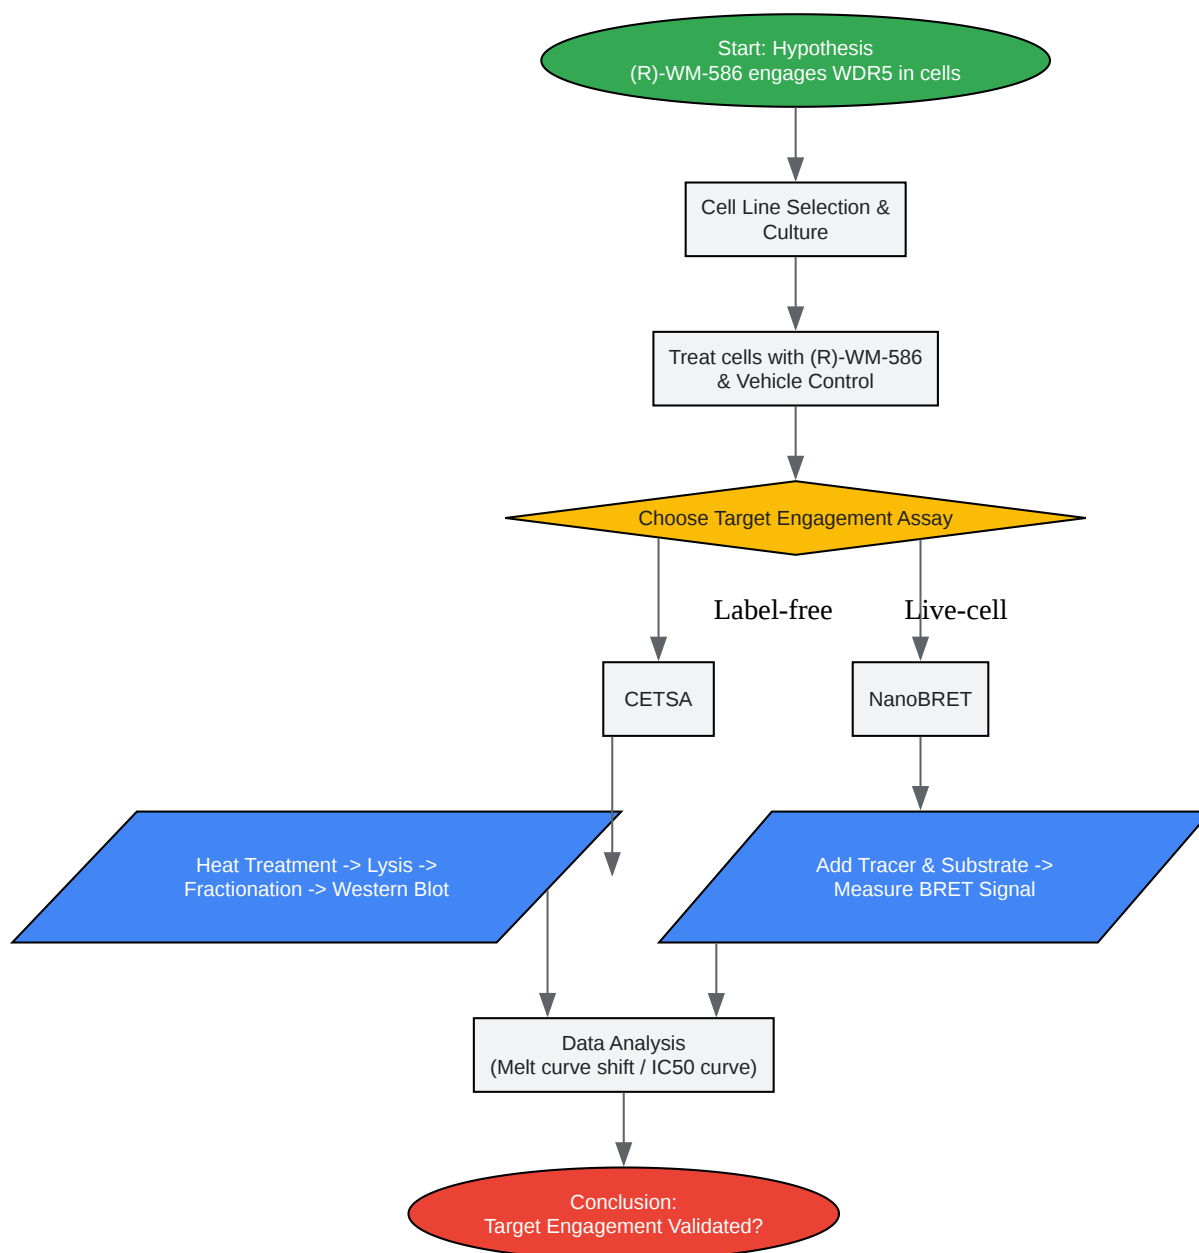 Start: Hypothesis
(R)-WM-586 engages WDR5 in cells
Cell Line Selection &
Culture
Treat cells with (R)-WM-586
& Vehicle Control
Choose Target Engagement Assay
Label-free
Live-cell
CETSA
NanoBRET
Heat Treatment -> Lysis ->
Fractionation -> Western Blot
Add Tracer & Substrate ->
Measure BRET Signal
Data Analysis
(Melt curve shift / IC50 curve)
Conclusion:
Target Engagement Validated?